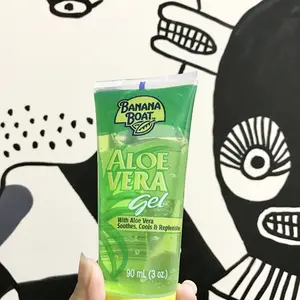 BANANA
BOAT
ALOE
VERA
Gel
With Aloe Vera
Soothes, Cools & Replenishes
90 mL (3 oz.)